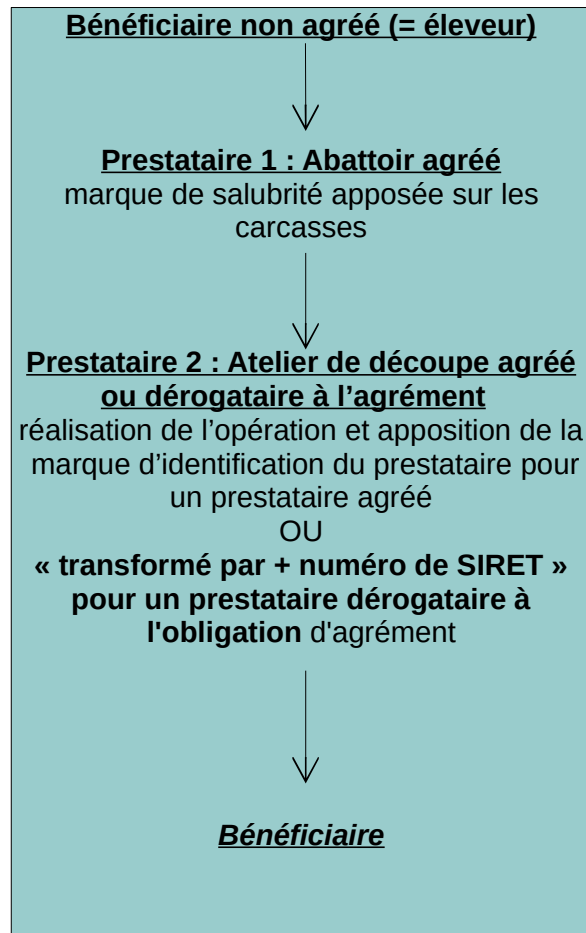 Bénéficiaire non agréé (= éleveur)
Prestataire 1 : Abattoir agréé
marque de salubrité apposée sur les
carcasses
Prestataire 2 : Atelier de découpe agréé
ou dérogataire à l’agrément
réalisation de l’opération et apposition de la
marque d’identification du prestataire pour
un prestataire agréé
OU
« transformé par + numéro de SIRET »
pour un prestataire dérogataire à
l'obligation d'agrément
Bénéficiaire